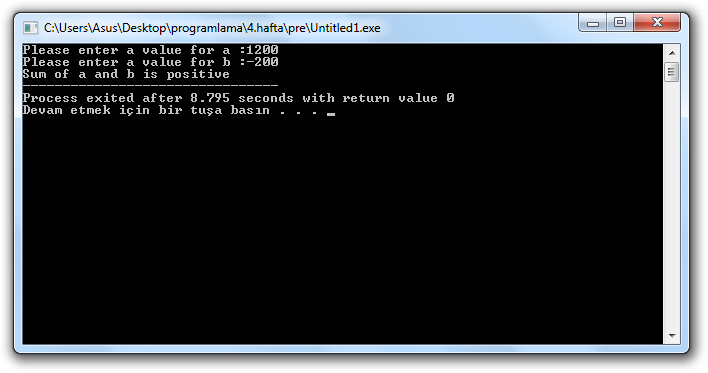 C:\Users\Asus\Desktop\programlama\4.hafta\pre\Untitled1.exe
Please enter a value for a :1200
Please enter a value for b :-200
Sum of a and b is positive
--------------------------------
Process exited after 8.795 seconds with return value 0
Devam etmek için bir tuşa basın . . . _